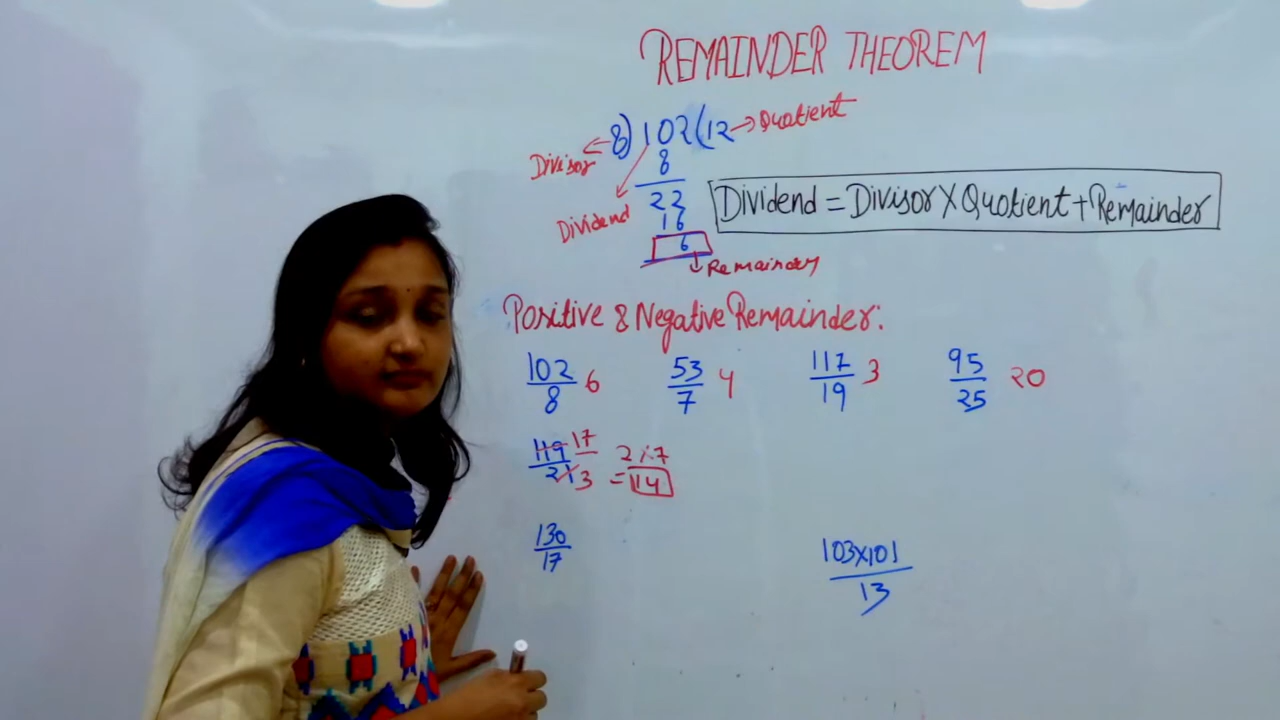 REMAINDER THEOREM
8) 102 (12 → Quotient
Divisor
8
22
Dividend
16
6
Remainder
Dividend = Divisor X Quotient + Remainder
Positive & Negative Remainder:
102/8 6 53/7 4 117/19 3 95/25 20
119/21 17/3 2×7
= 14
130/17
103x101/13